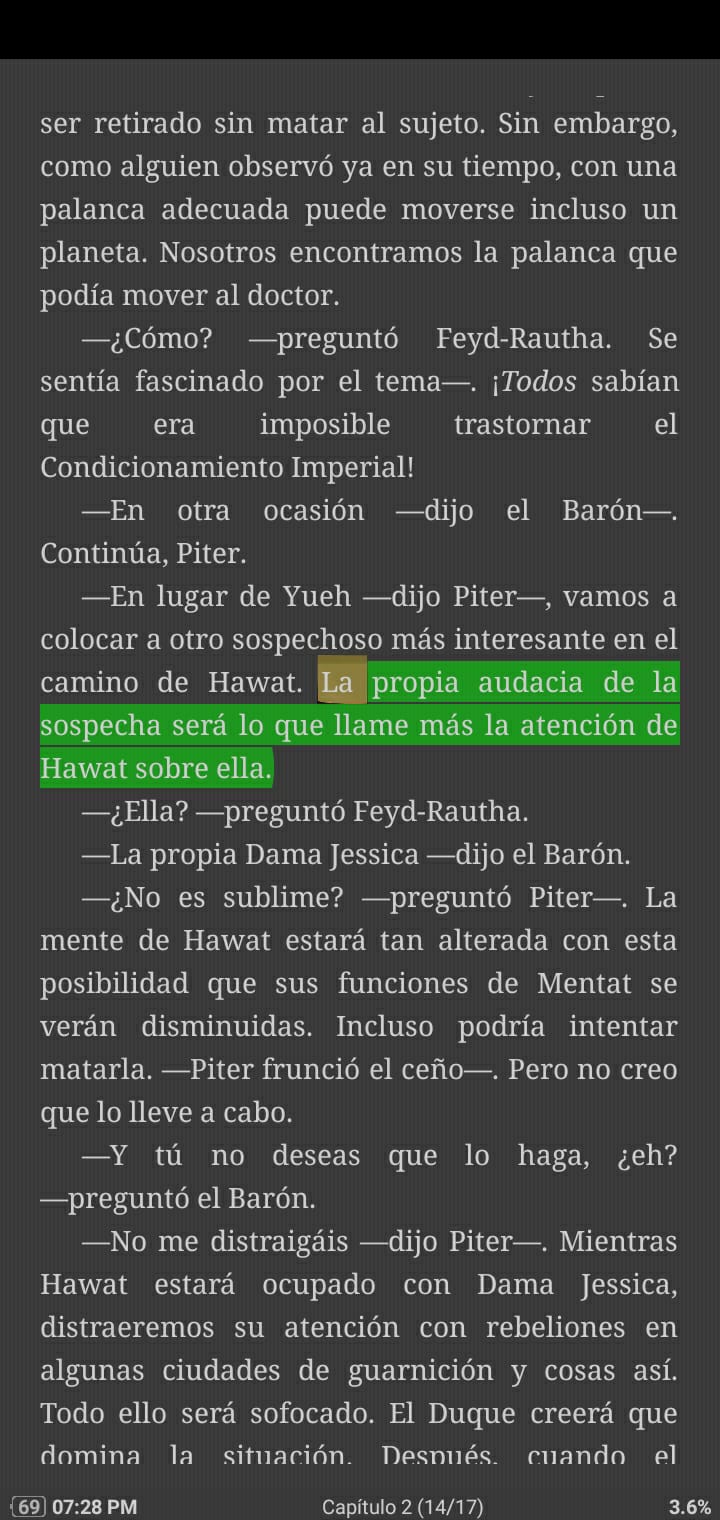 ser retirado sin matar al sujeto. Sin embargo,
como alguien observó ya en su tiempo, con una
palanca adecuada puede moverse incluso un
planeta. Nosotros encontramos la palanca que
podía mover al doctor.
—¿Cómo? —preguntó Feyd-Rautha. Se
sentía fascinado por el tema—. ¡Todos sabían
que era imposible trastornar el
Condicionamiento Imperial!
—En otra ocasión —dijo el Barón—.
Continúa, Piter.
—En lugar de Yueh —dijo Piter—, vamos a
colocar a otro sospechoso más interesante en el
camino de Hawat. La propia audacia de la
sospecha será lo que llame más la atención de
Hawat sobre ella.
—¿Ella? —preguntó Feyd-Rautha.
—La propia Dama Jessica —dijo el Barón.
—¿No es sublime? —preguntó Piter—. La
mente de Hawat estará tan alterada con esta
posibilidad que sus funciones de Mentat se
verán disminuidas. Incluso podría intentar
matarla. —Piter frunció el ceño—. Pero no creo
que lo lleve a cabo.
—Y tú no deseas que lo haga, ¿eh?
—preguntó el Barón.
—No me distraigáis —dijo Piter—. Mientras
Hawat estará ocupado con Dama Jessica,
distraeremos su atención con rebeliones en
algunas ciudades de guarnición y cosas así.
Todo ello será sofocado. El Duque creerá que
domina la situación. Después, cuando el
69 07:28 PM Capítulo 2 (14/17) 3.6%